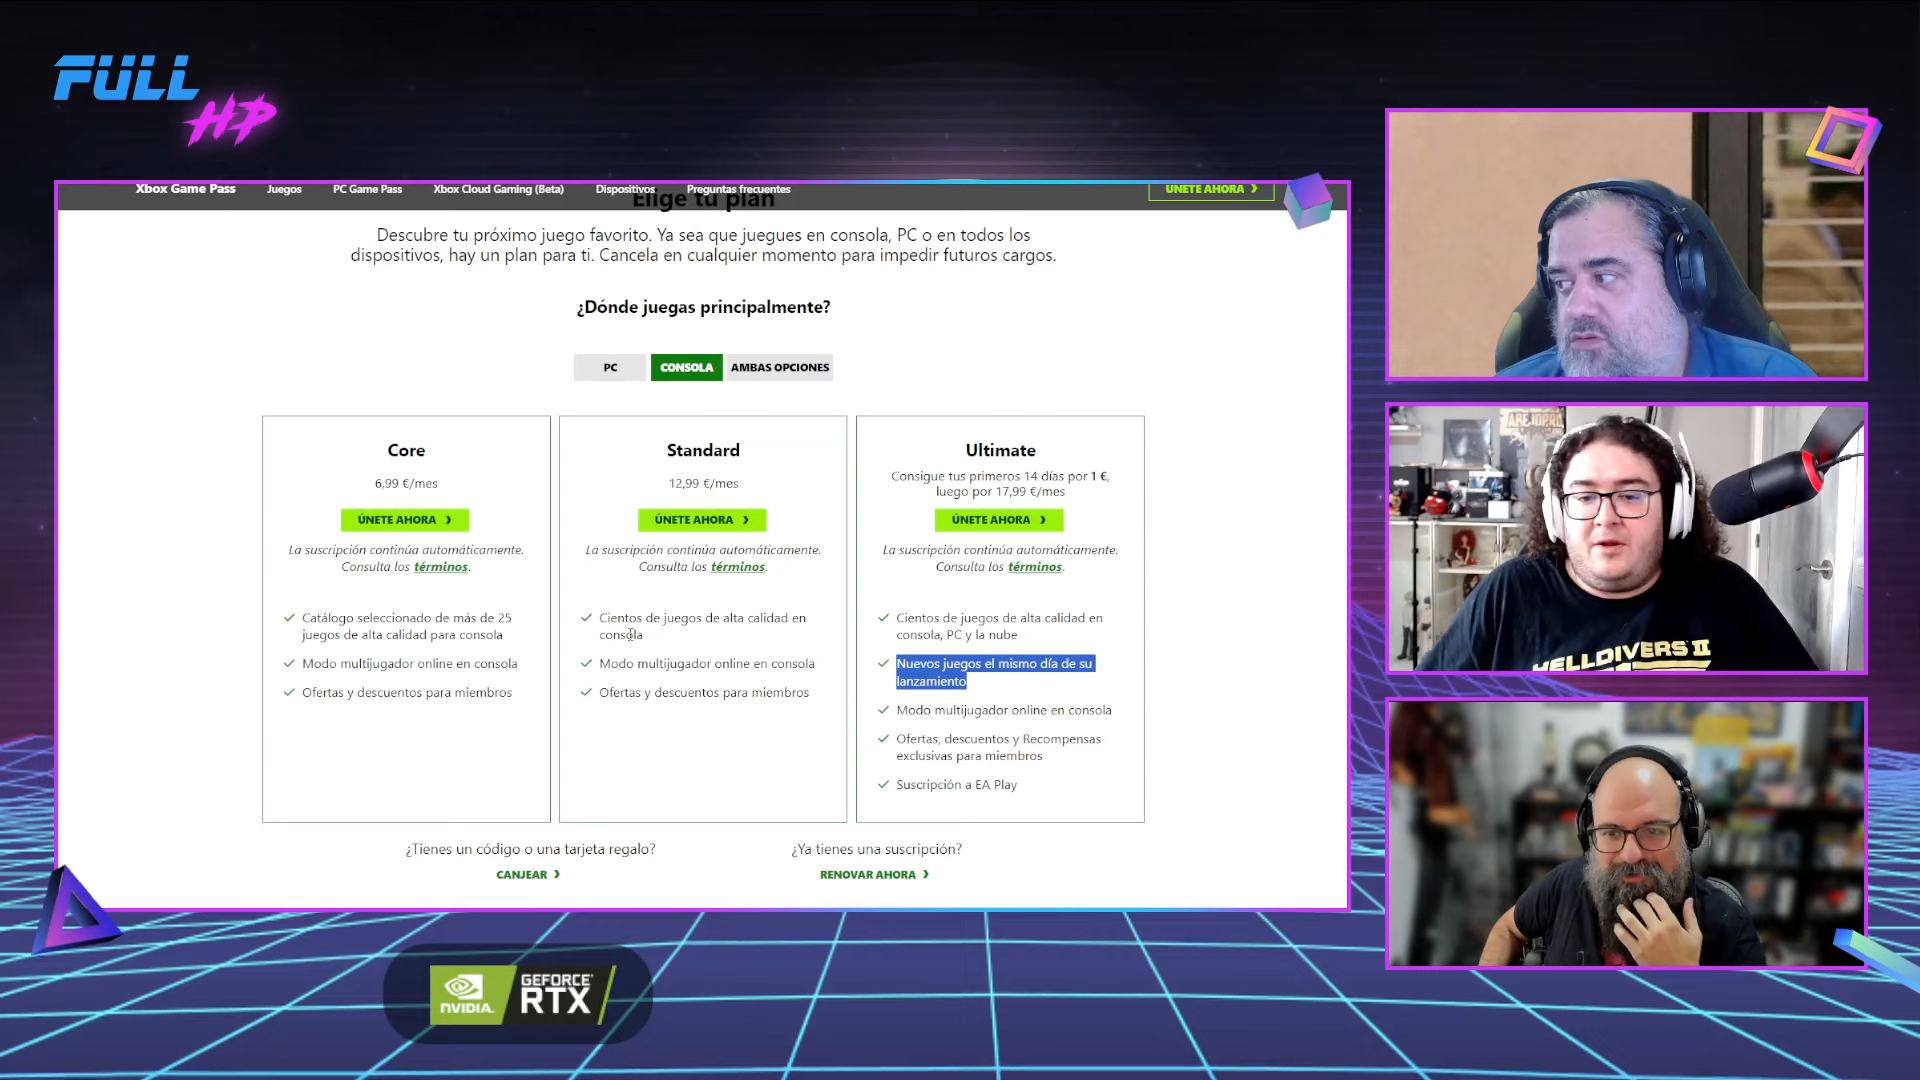 FULL
HP
Xbox Game Pass Juegos PC Game Pass Xbox Cloud Gaming (Beta) Dispositivos Preguntas frecuentes ÚNETE AHORA
Elige tu plan
Descubre tu próximo juego favorito. Ya sea que juegues en consola, PC o en todos los
dispositivos, hay un plan para ti. Cancela en cualquier momento para impedir futuros cargos.
¿Dónde juegas principalmente?
PC CONSOLA AMBAS OPCIONES
Core
6,99 €/mes
ÚNETE AHORA
La suscripción continúa automáticamente.
Consulta los términos.
Catálogo seleccionado de más de 25
juegos de alta calidad para consola
Modo multijugador online en consola
Ofertas y descuentos para miembros
Standard
12,99 €/mes
ÚNETE AHORA
La suscripción continúa automáticamente.
Consulta los términos.
Cientos de juegos de alta calidad en
consola
Modo multijugador online en consola
Ofertas y descuentos para miembros
Ultimate
Consigue tus primeros 14 días por 1 €,
luego por 17,99 €/mes
ÚNETE AHORA
La suscripción continúa automáticamente.
Consulta los términos.
Cientos de juegos de alta calidad en
consola, PC y la nube
Nuevos juegos el mismo día de su
lanzamiento
Modo multijugador online en consola
Ofertas, descuentos y Recompensas
exclusivas para miembros
Suscripción a EA Play
¿Tienes un código o una tarjeta regalo?
CANJEAR
¿Ya tienes una suscripción?
RENOVAR AHORA
HELLDIVERS II
NVIDIA.
GEFORCE
RTX